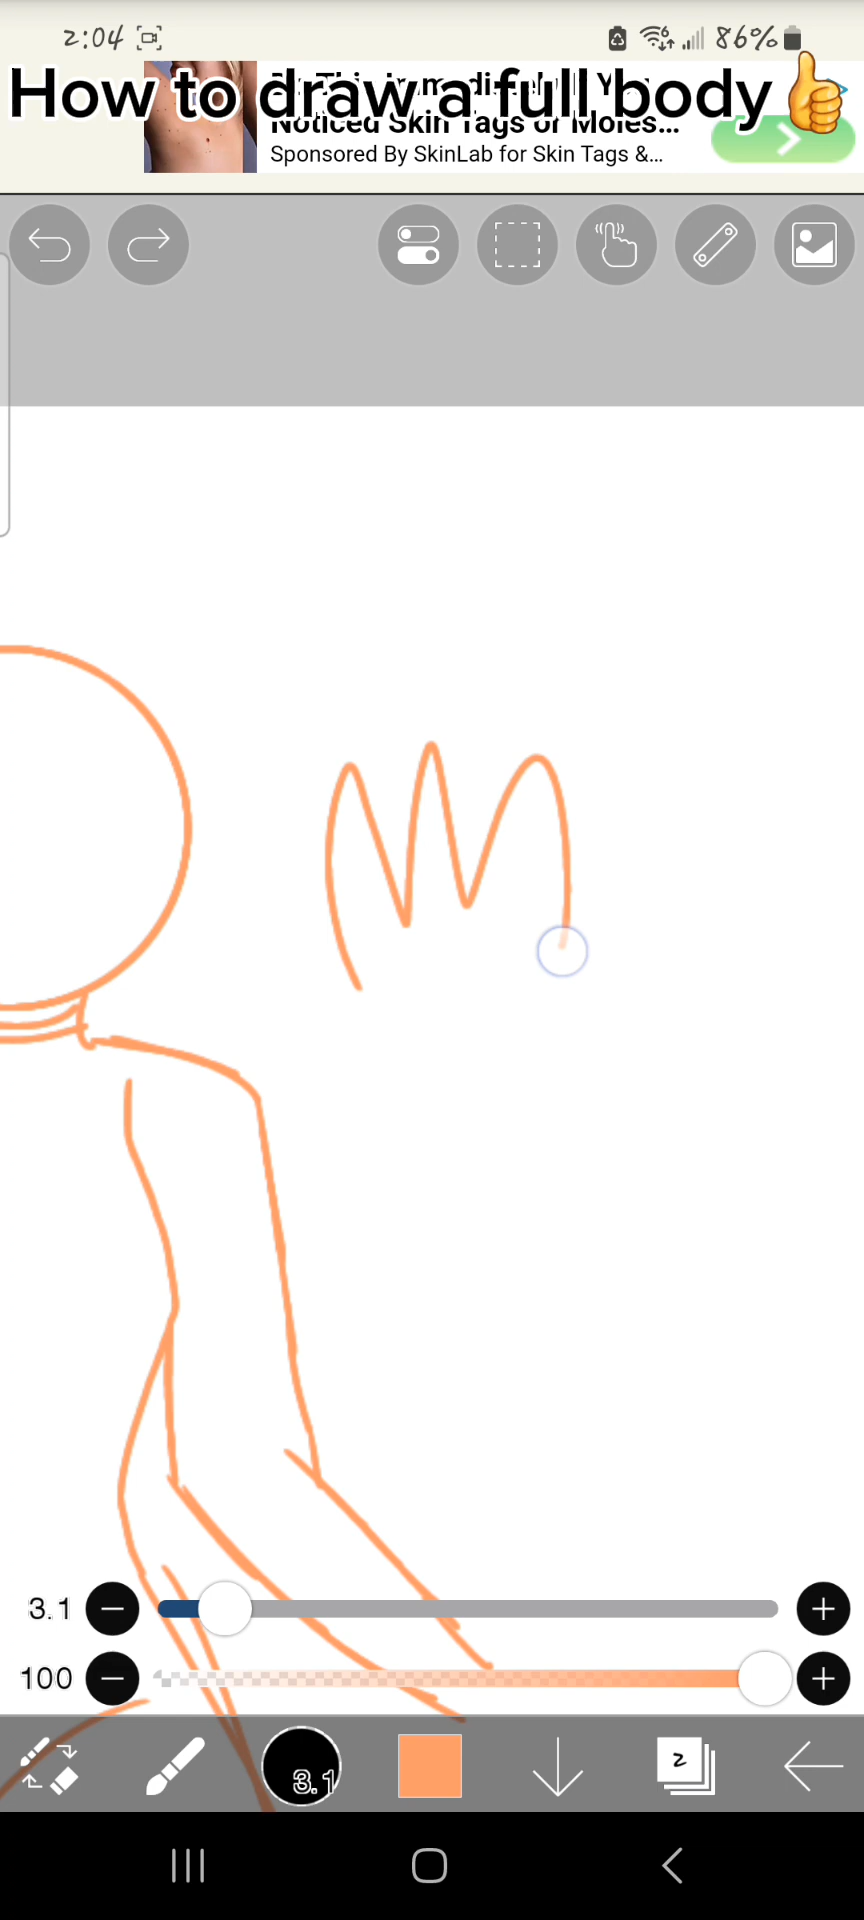 2:04 86%
How to draw a full body👍
Noticed Skin Tags or Moles...
Sponsored By SkinLab for Skin Tags &...
3.1
100
3.1 2